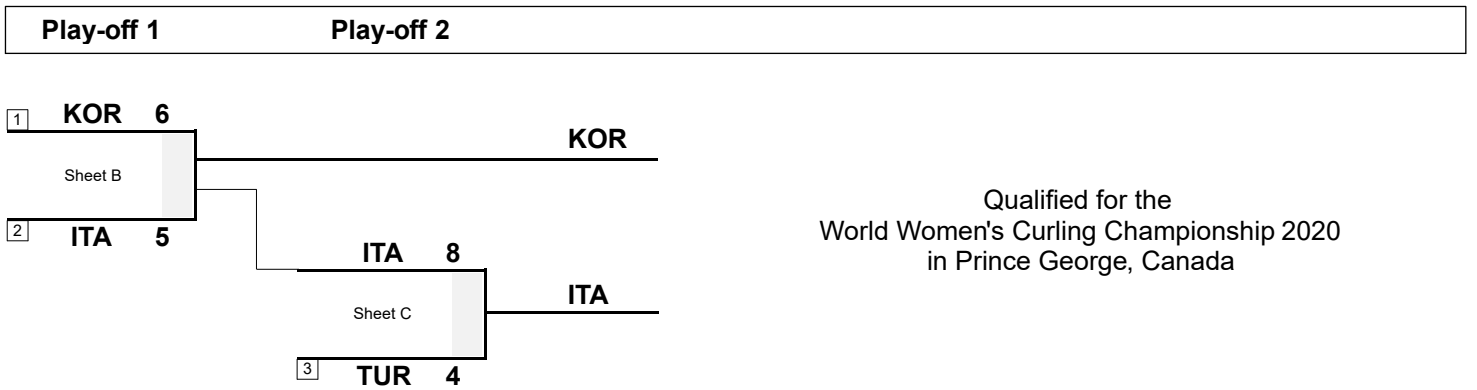 Play-off 1 Play-off 2
1 KOR 6
KOR
Sheet B
2 ITA 5
ITA 8
ITA
Sheet C
3 TUR 4
Qualified for the
World Women's Curling Championship 2020
in Prince George, Canada